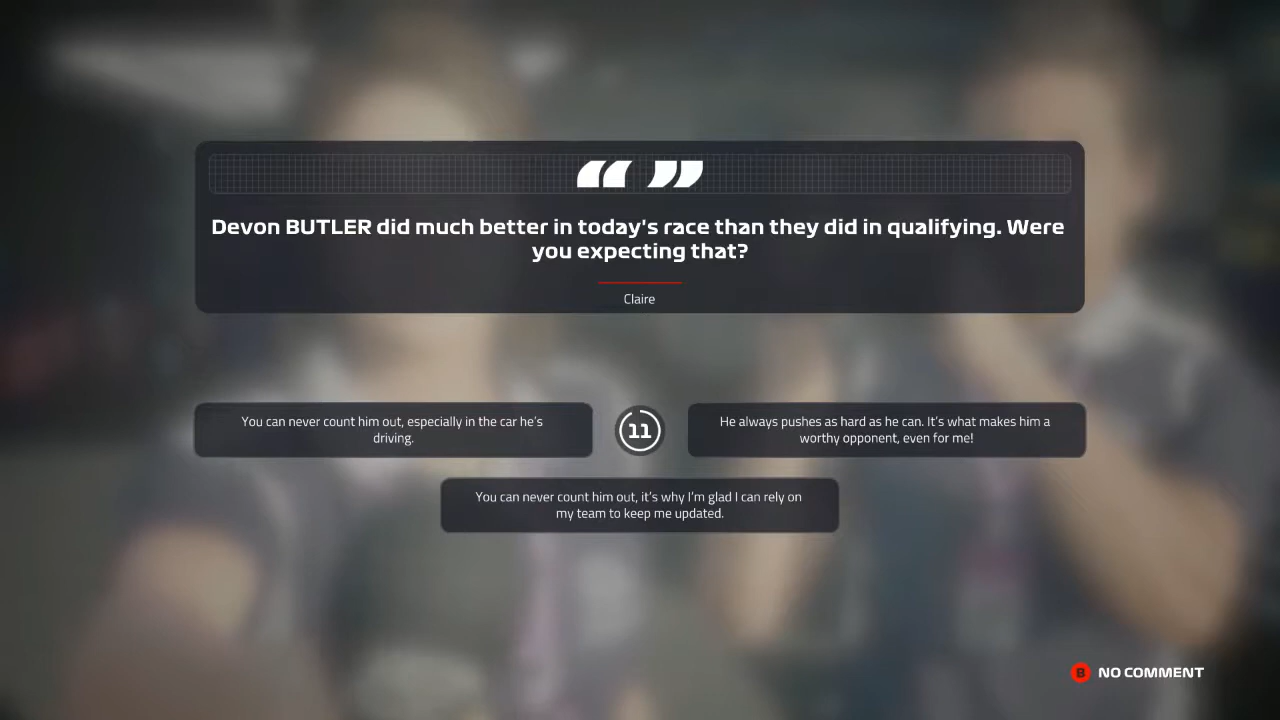 “ ”
Devon BUTLER did much better in today's race than they did in qualifying. Were
you expecting that?
Claire
You can never count him out, especially in the car he's
driving.
11
He always pushes as hard as he can. It's what makes him a
worthy opponent, even for me!
You can never count him out, it's why I'm glad I can rely on
my team to keep me updated.
B NO COMMENT